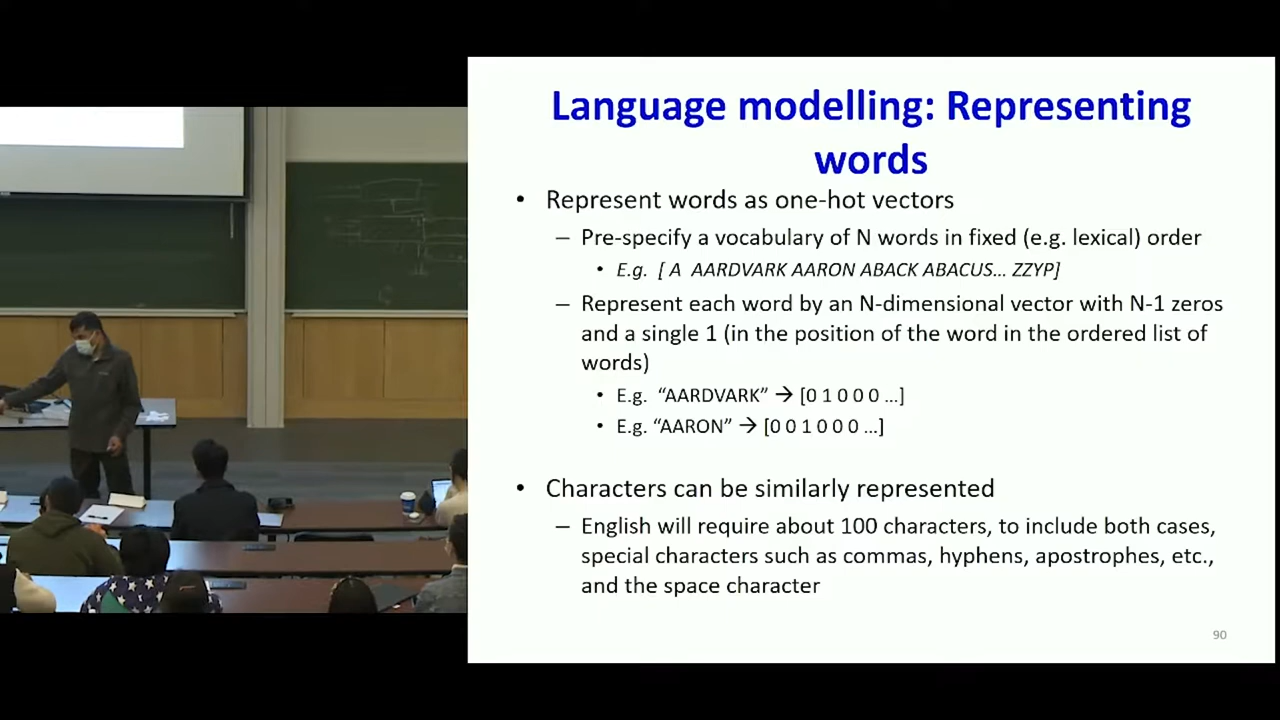 Language modelling: Representing
words
• Represent words as one-hot vectors
– Pre-specify a vocabulary of N words in fixed (e.g. lexical) order
• E.g. [ A AARDVARK AARON ABACK ABACUS... ZZYP]
– Represent each word by an N-dimensional vector with N-1 zeros
and a single 1 (in the position of the word in the ordered list of
words)
• E.g. “AARDVARK” → [0 1 0 0 0 ...]
• E.g. “AARON” → [0 0 1 0 0 0 ...]
• Characters can be similarly represented
– English will require about 100 characters, to include both cases,
special characters such as commas, hyphens, apostrophes, etc.,
and the space character
90